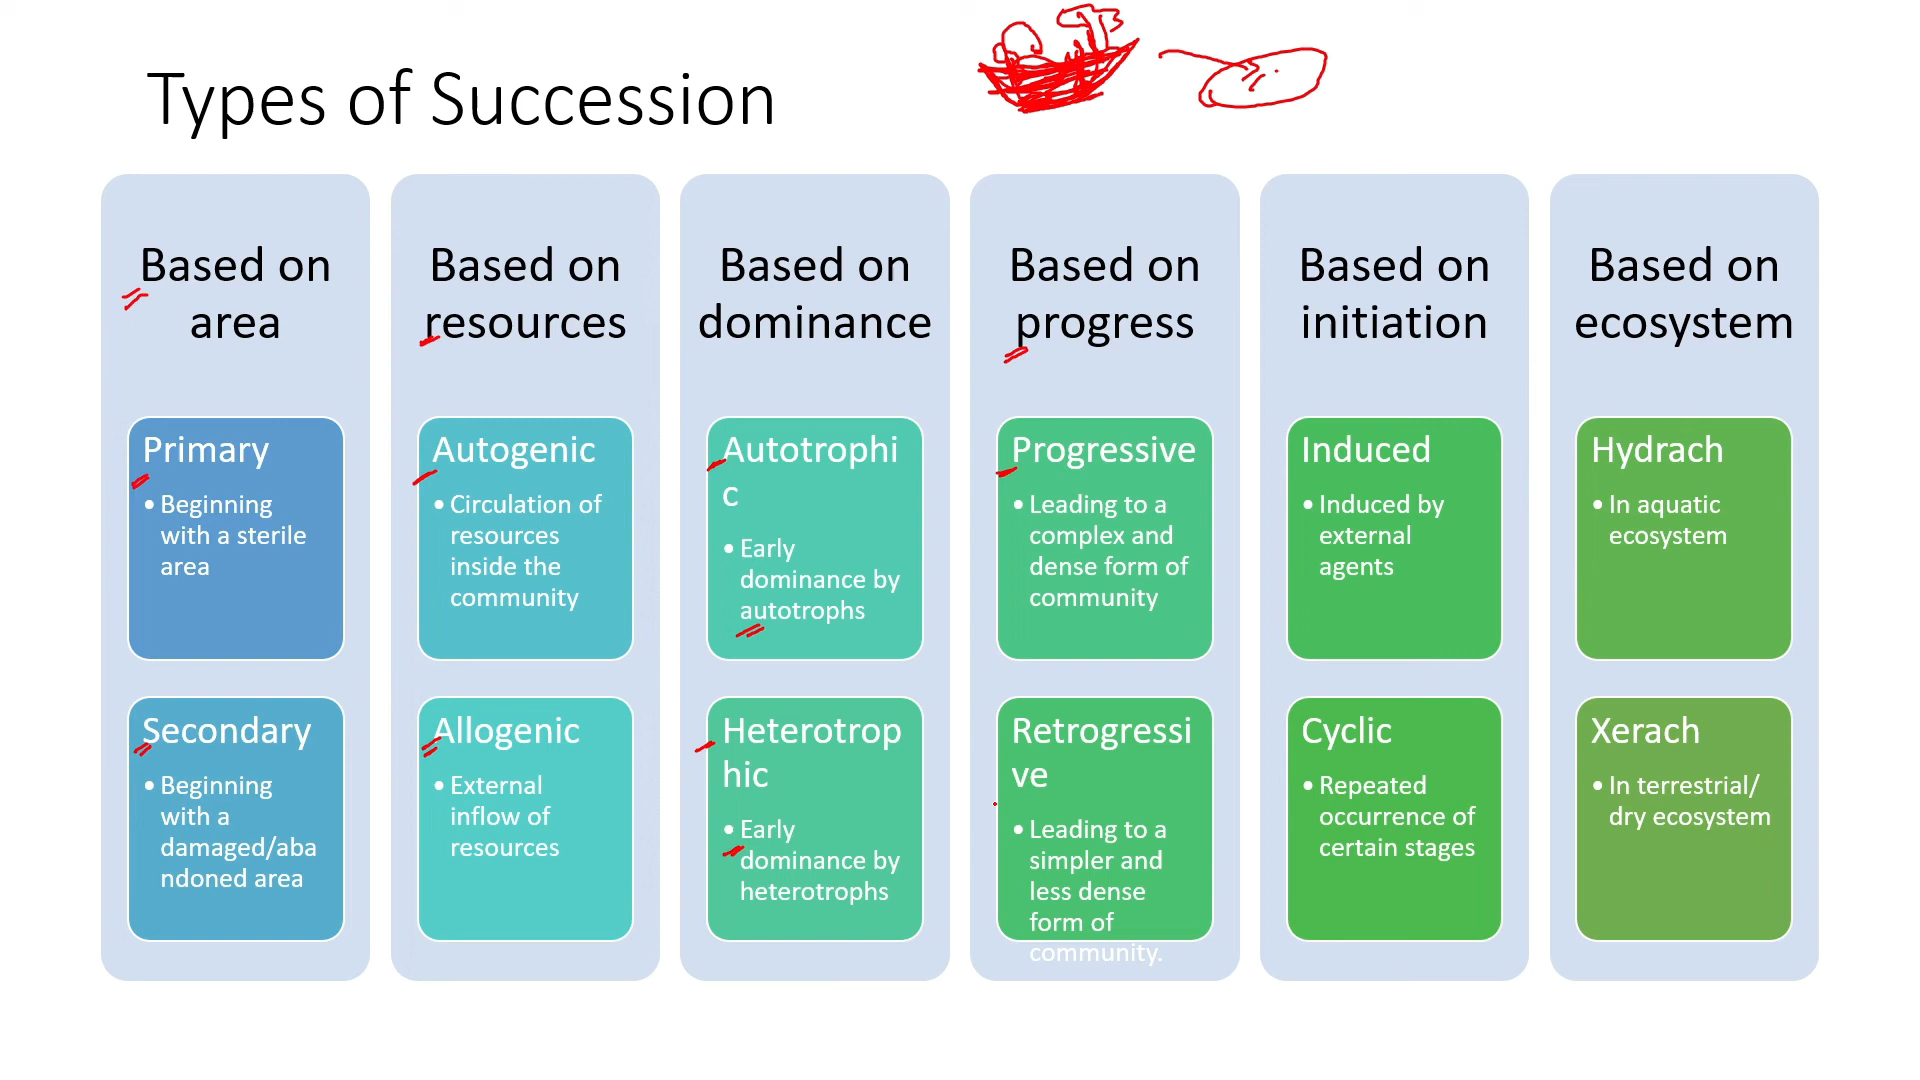 Types of Succession
Based on
area
Primary
• Beginning
with a sterile
area
Secondary
• Beginning
with a
damaged/aba
ndoned area
Based on
resources
Autogenic
• Circulation of
resources
inside the
community
Allogenic
• External
inflow of
resources
Based on
dominance
Autotrophi
c
• Early
dominance by
autotrophs
Heterotrop
hic
• Early
dominance by
heterotrophs
Based on
progress
Progressive
• Leading to a
complex and
dense form of
community
Retrogressi
ve
• Leading to a
simpler and
less dense
form of
community.
Based on
initiation
Induced
• Induced by
external
agents
Cyclic
• Repeated
occurrence of
certain stages
Based on
ecosystem
Hydrach
• In aquatic
ecosystem
Xerach
• In terrestrial/
dry ecosystem